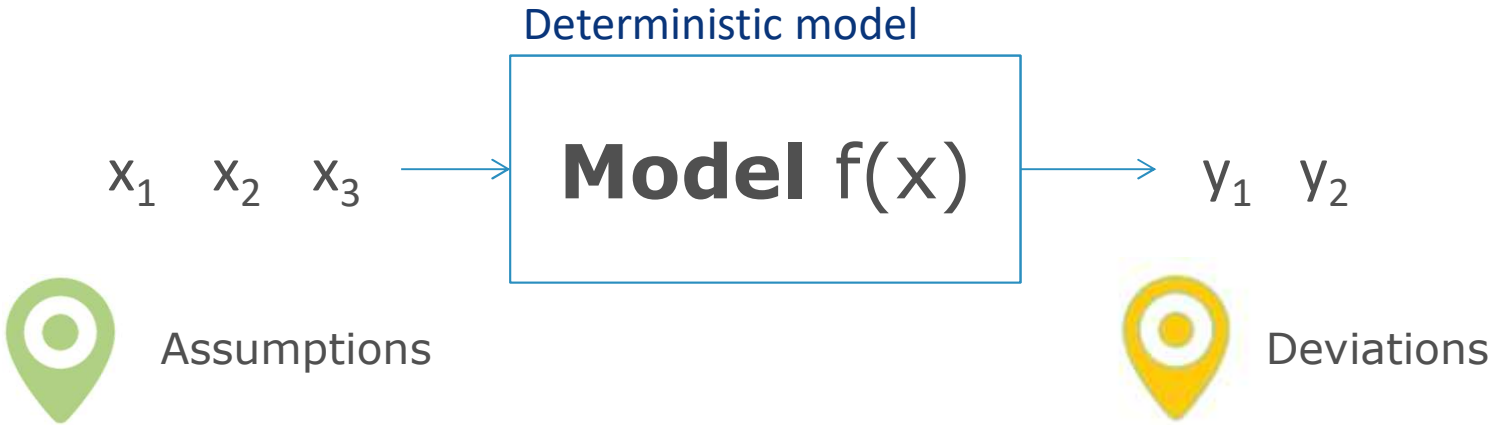 Deterministic model
x₁ x₂ x₃ Model f(x) y₁ y₂
Assumptions Deviations